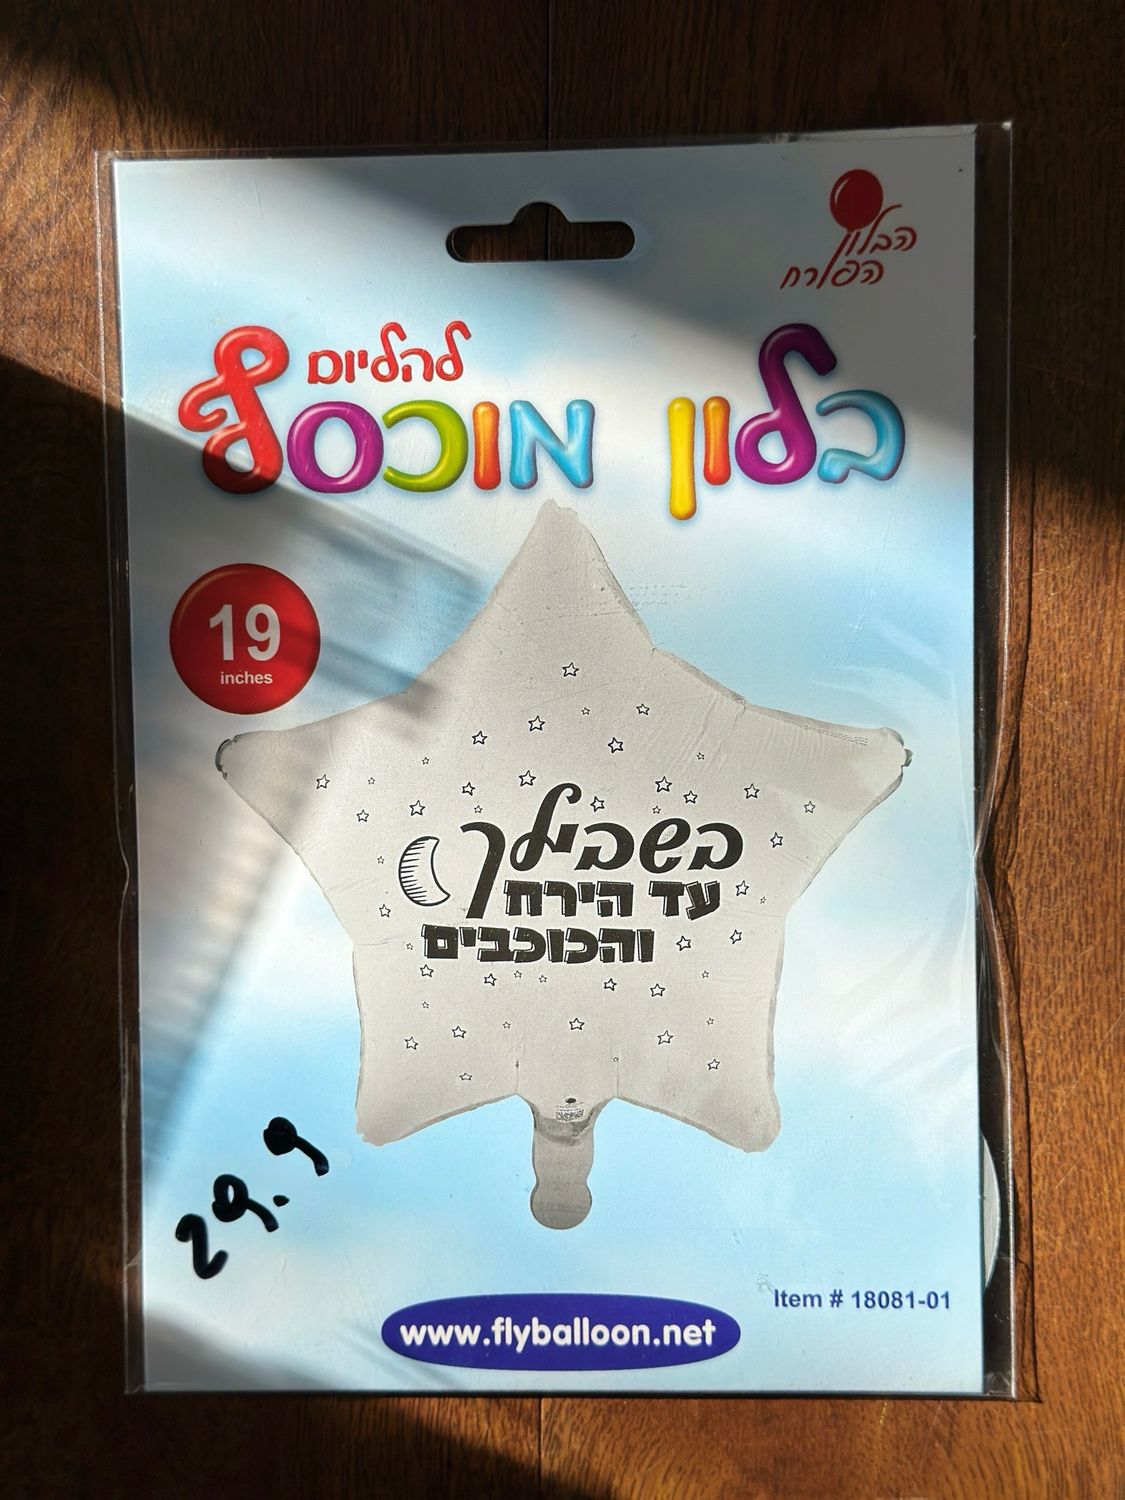 הבלון
הפורח
להליום
בלון מוכסף
19
inches
בשבילך
עד הירח
והכוכבים
29.9
Item # 18081-01
www.flyballoon.net